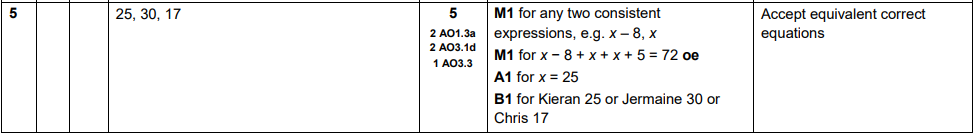 5
25, 30, 17
5
2 AO1.3a
2 AO3.1d
1 AO3.3
M1 for any two consistent
expressions, e.g. x – 8, x
M1 for x − 8 + x + x + 5 = 72 oe
A1 for x = 25
B1 for Kieran 25 or Jermaine 30 or
Chris 17
Accept equivalent correct
equations